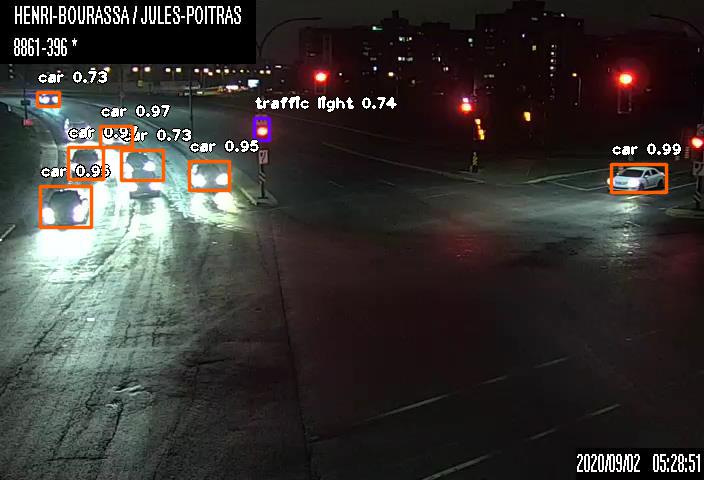 HENRI-BOURASSA / JULES-POITRAS
8861-396 *
car 0.73
car 0.97
traffic light 0.74
car 0.73
car 0.95
car 0.99
2020/09/02 05:28:51